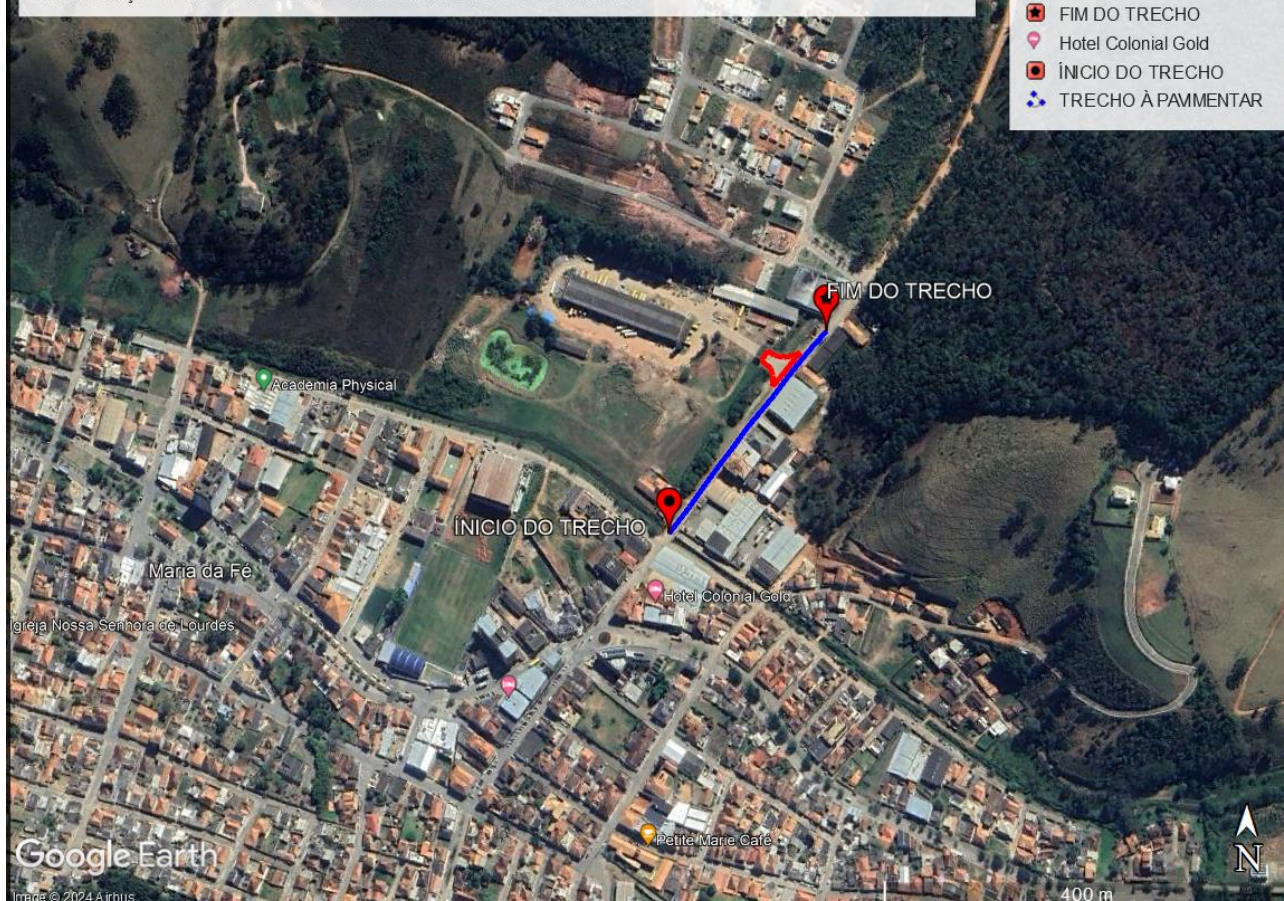 FIM DO TRECHO
Hotel Colonial Gold
ÍNICIO DO TRECHO
TRECHO À PAVIMENTAR
FIM DO TRECHO
Academia Physical
ÍNICIO DO TRECHO
Maria da Fé
Hotel Colonial Gold
Igreja Nossa Senhora de Lourdes
Petite Marie Café
Google Earth
N
Image © 2024 Airbus
400 m